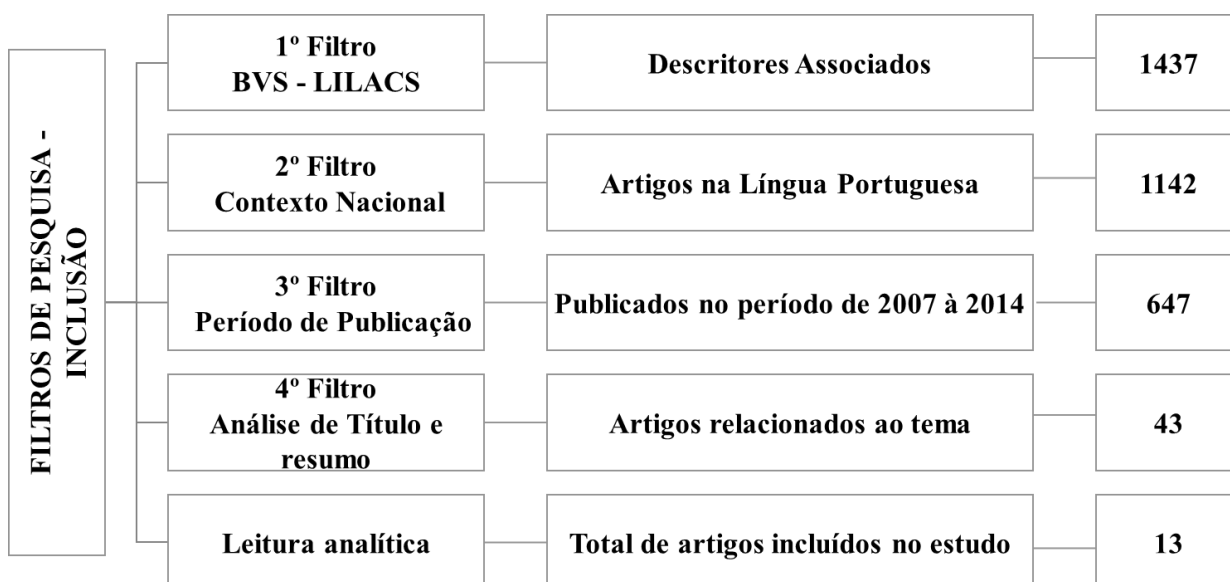 FILTROS DE PESQUISA -
INCLUSÃO
1º Filtro
BVS - LILACS
Descritores Associados
1437
2º Filtro
Contexto Nacional
Artigos na Língua Portuguesa
1142
3º Filtro
Período de Publicação
Publicados no período de 2007 à 2014
647
4º Filtro
Análise de Título e
resumo
Artigos relacionados ao tema
43
Leitura analítica
Total de artigos incluídos no estudo
13